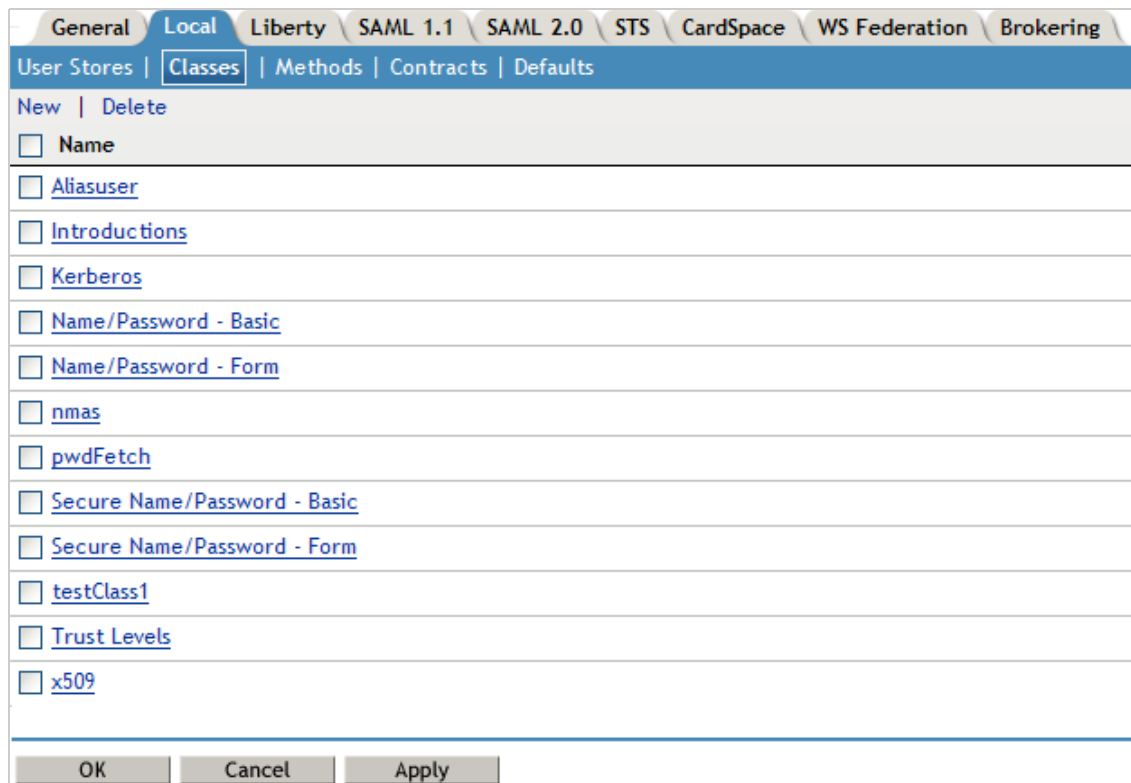 General Local Liberty SAML 1.1 SAML 2.0 STS CardSpace WS Federation Brokering
User Stores | Classes | Methods | Contracts | Defaults
New | Delete
Name
Aliasuser
Introductions
Kerberos
Name/Password - Basic
Name/Password - Form
nmas
pwdFetch
Secure Name/Password - Basic
Secure Name/Password - Form
testClass1
Trust Levels
x509
OK Cancel Apply